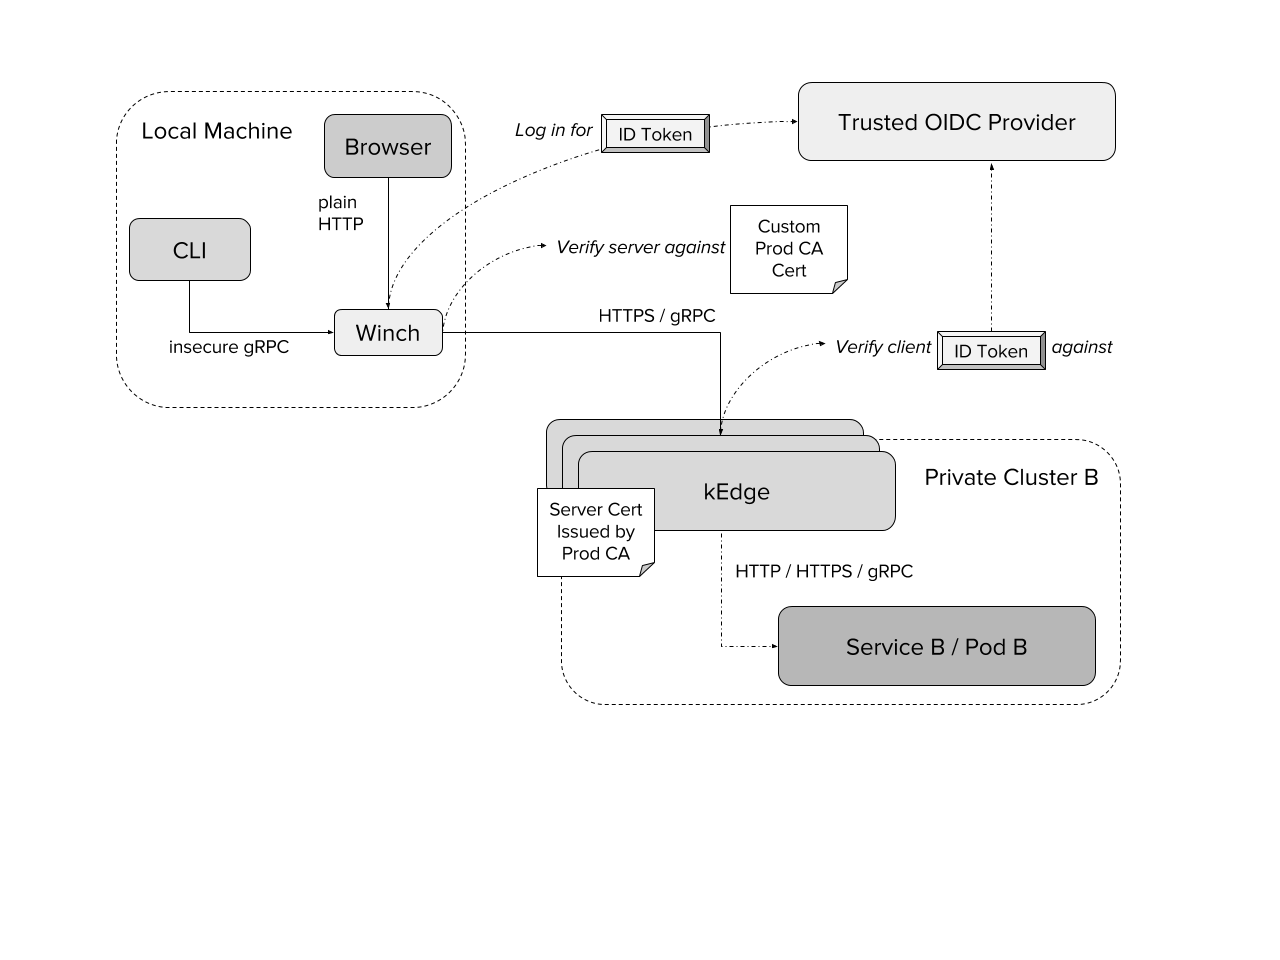 Local Machine
Browser
plain
HTTP
CLI
insecure gRPC
Winch
Log in for
ID Token
Trusted OIDC Provider
Verify server against
Custom
Prod CA
Cert
HTTPS / gRPC
Verify client
ID Token
against
Private Cluster B
kEdge
Server Cert
Issued by
Prod CA
HTTP / HTTPS / gRPC
Service B / Pod B